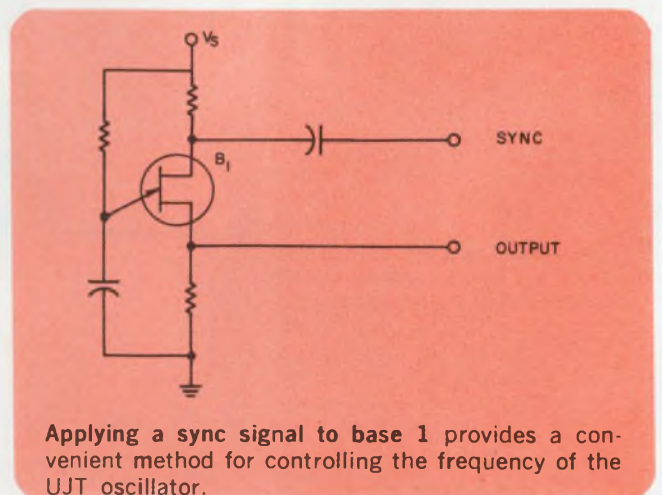 Vs
B1
SYNC
OUTPUT
Applying a sync signal to base 1 provides a con-
venient method for controlling the frequency of the
UJT oscillator.